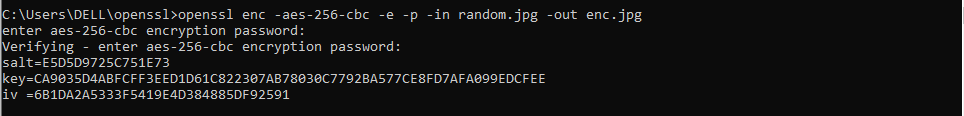 C:\Users\DELL\openssl>openssl enc -aes-256-cbc -e -p -in random.jpg -out enc.jpg
enter aes-256-cbc encryption password:
Verifying - enter aes-256-cbc encryption password:
salt=E5D5D9725C751E73
key=CA9035D4ABFCFF3EED1D61C822307AB78030C7792BA577CE8FD7AFA099EDCFEE
iv =6B1DA2A5333F5419E4D384885DF92591